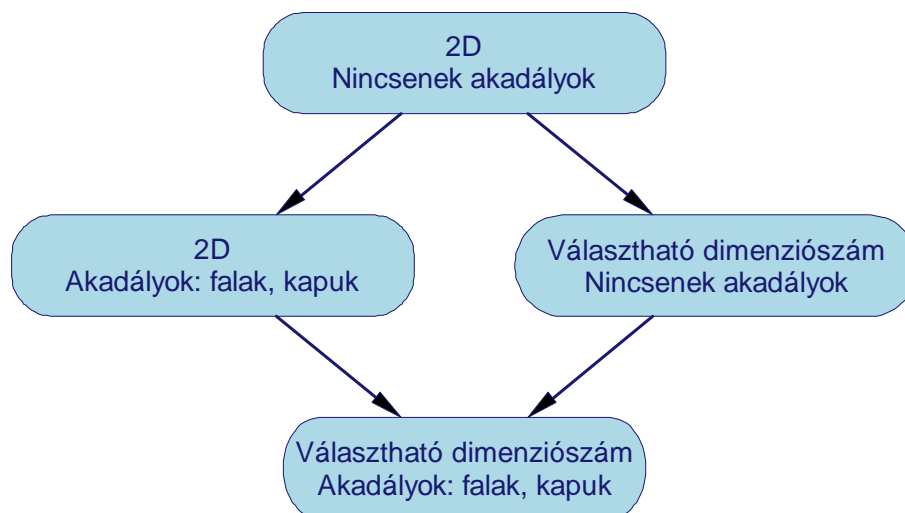 2D
Nincsenek akadályok
2D
Akadályok: falak, kapuk
Választható dimenziószám
Nincsenek akadályok
Választható dimenziószám
Akadályok: falak, kapuk